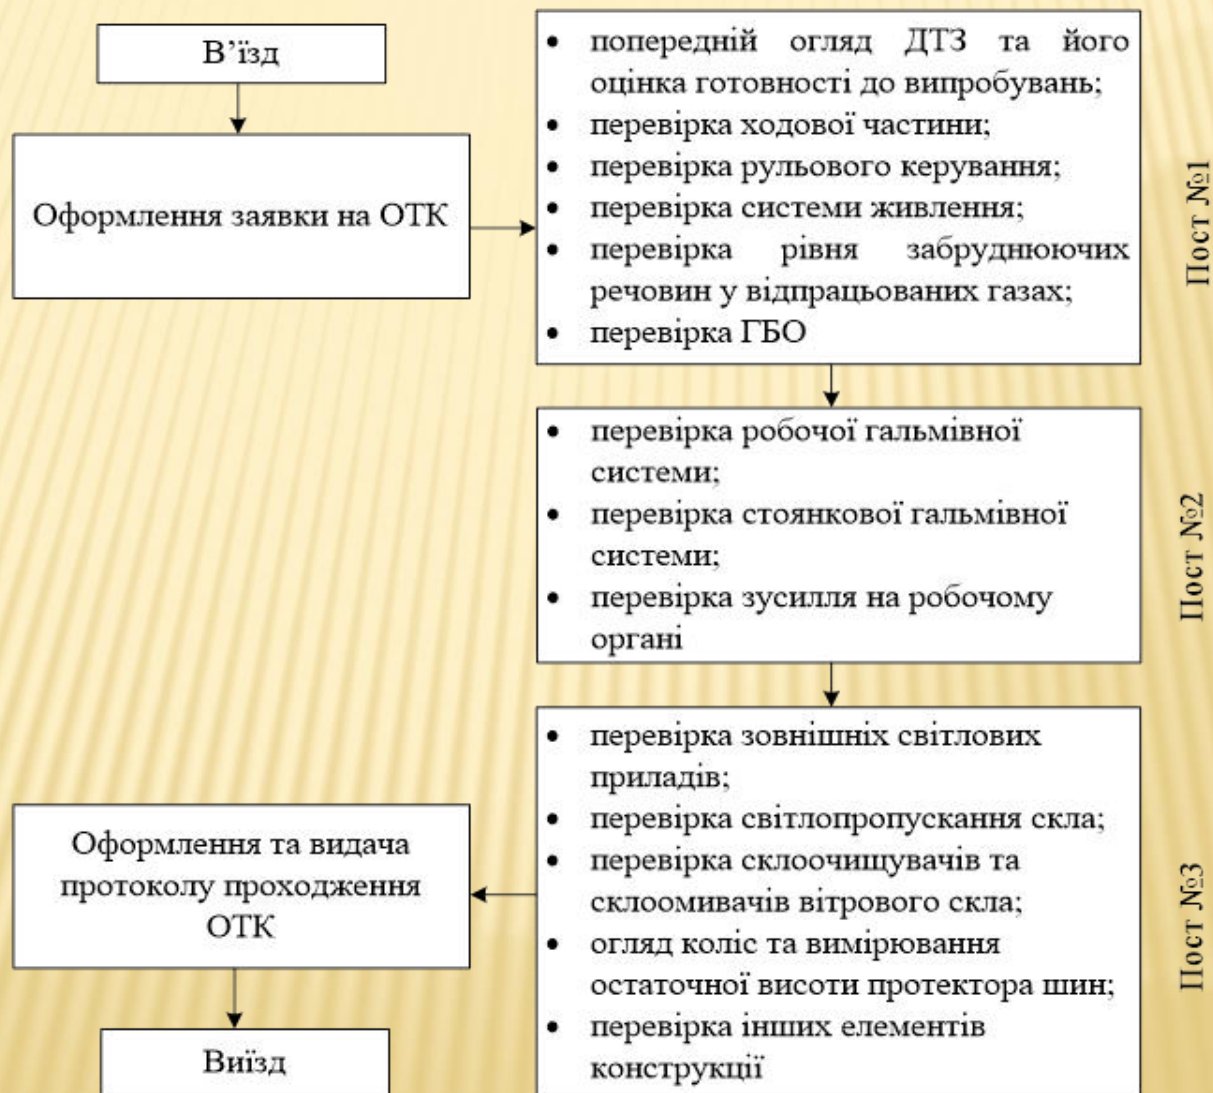 В’їзд
Оформлення заявки на ОТК
• попередній огляд ДТЗ та його
оцінка готовності до випробувань;
• перевірка ходової частини;
• перевірка рульового керування;
• перевірка системи живлення;
• перевірка рівня забруднюючих
речовин у відпрацьованих газах;
• перевірка ГБО
Пост №1
• перевірка робочої гальмівної
системи;
• перевірка стоянкової гальмівної
системи;
• перевірка зусилля на робочому
органі
Пост №2
• перевірка зовнішніх світлових
приладів;
• перевірка світлопропускання скла;
• перевірка склоочищувачів та
склоомивачів вітрового скла;
• огляд коліс та вимірювання
остаточної висоти протектора шин;
• перевірка інших елементів
конструкції
Пост №3
Оформлення та видача
протоколу проходження
ОТК
Виїзд